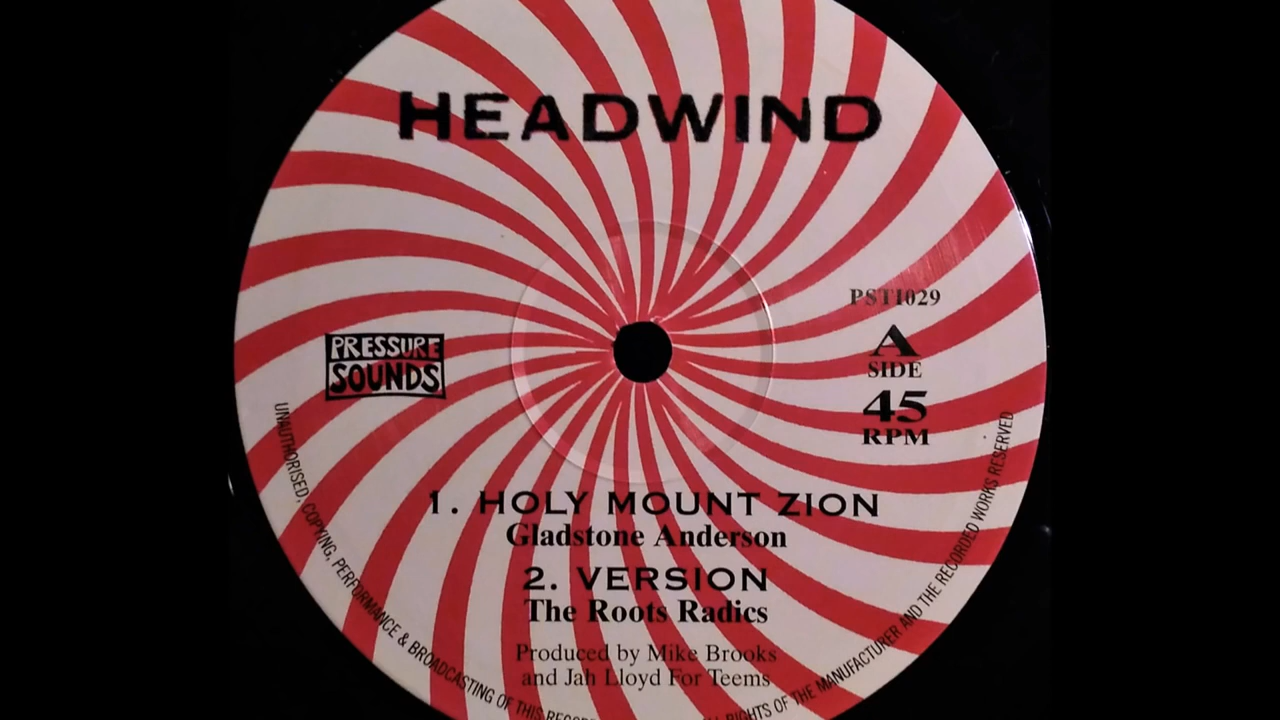 HEADWIND
PRESSURE
SOUNDS
PSTI029
A
SIDE
45
RPM
1. HOLY MOUNT ZION
Gladstone Anderson
2. VERSION
The Roots Radics
Produced by Mike Brooks
and Jah Lloyd For Teems
UNAUTHORISED, COPYING, PERFORMANCE & BROADCASTING OF THIS RECORD
RIGHTS OF THE MANUFACTURER AND THE RECORDED WORKS RESERVED